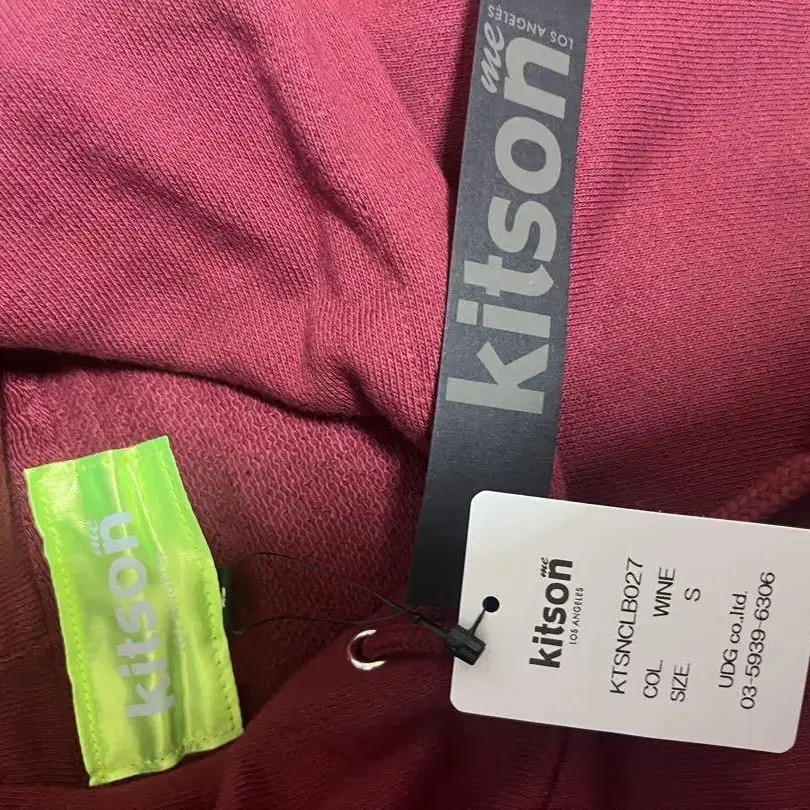 kitson
me
LOS ANGELES
kitson
me
kitson
me
LOS ANGELES
KTSNCLB027
COL WINE
SIZE S
UDG co.,ltd.
03-5939-6306